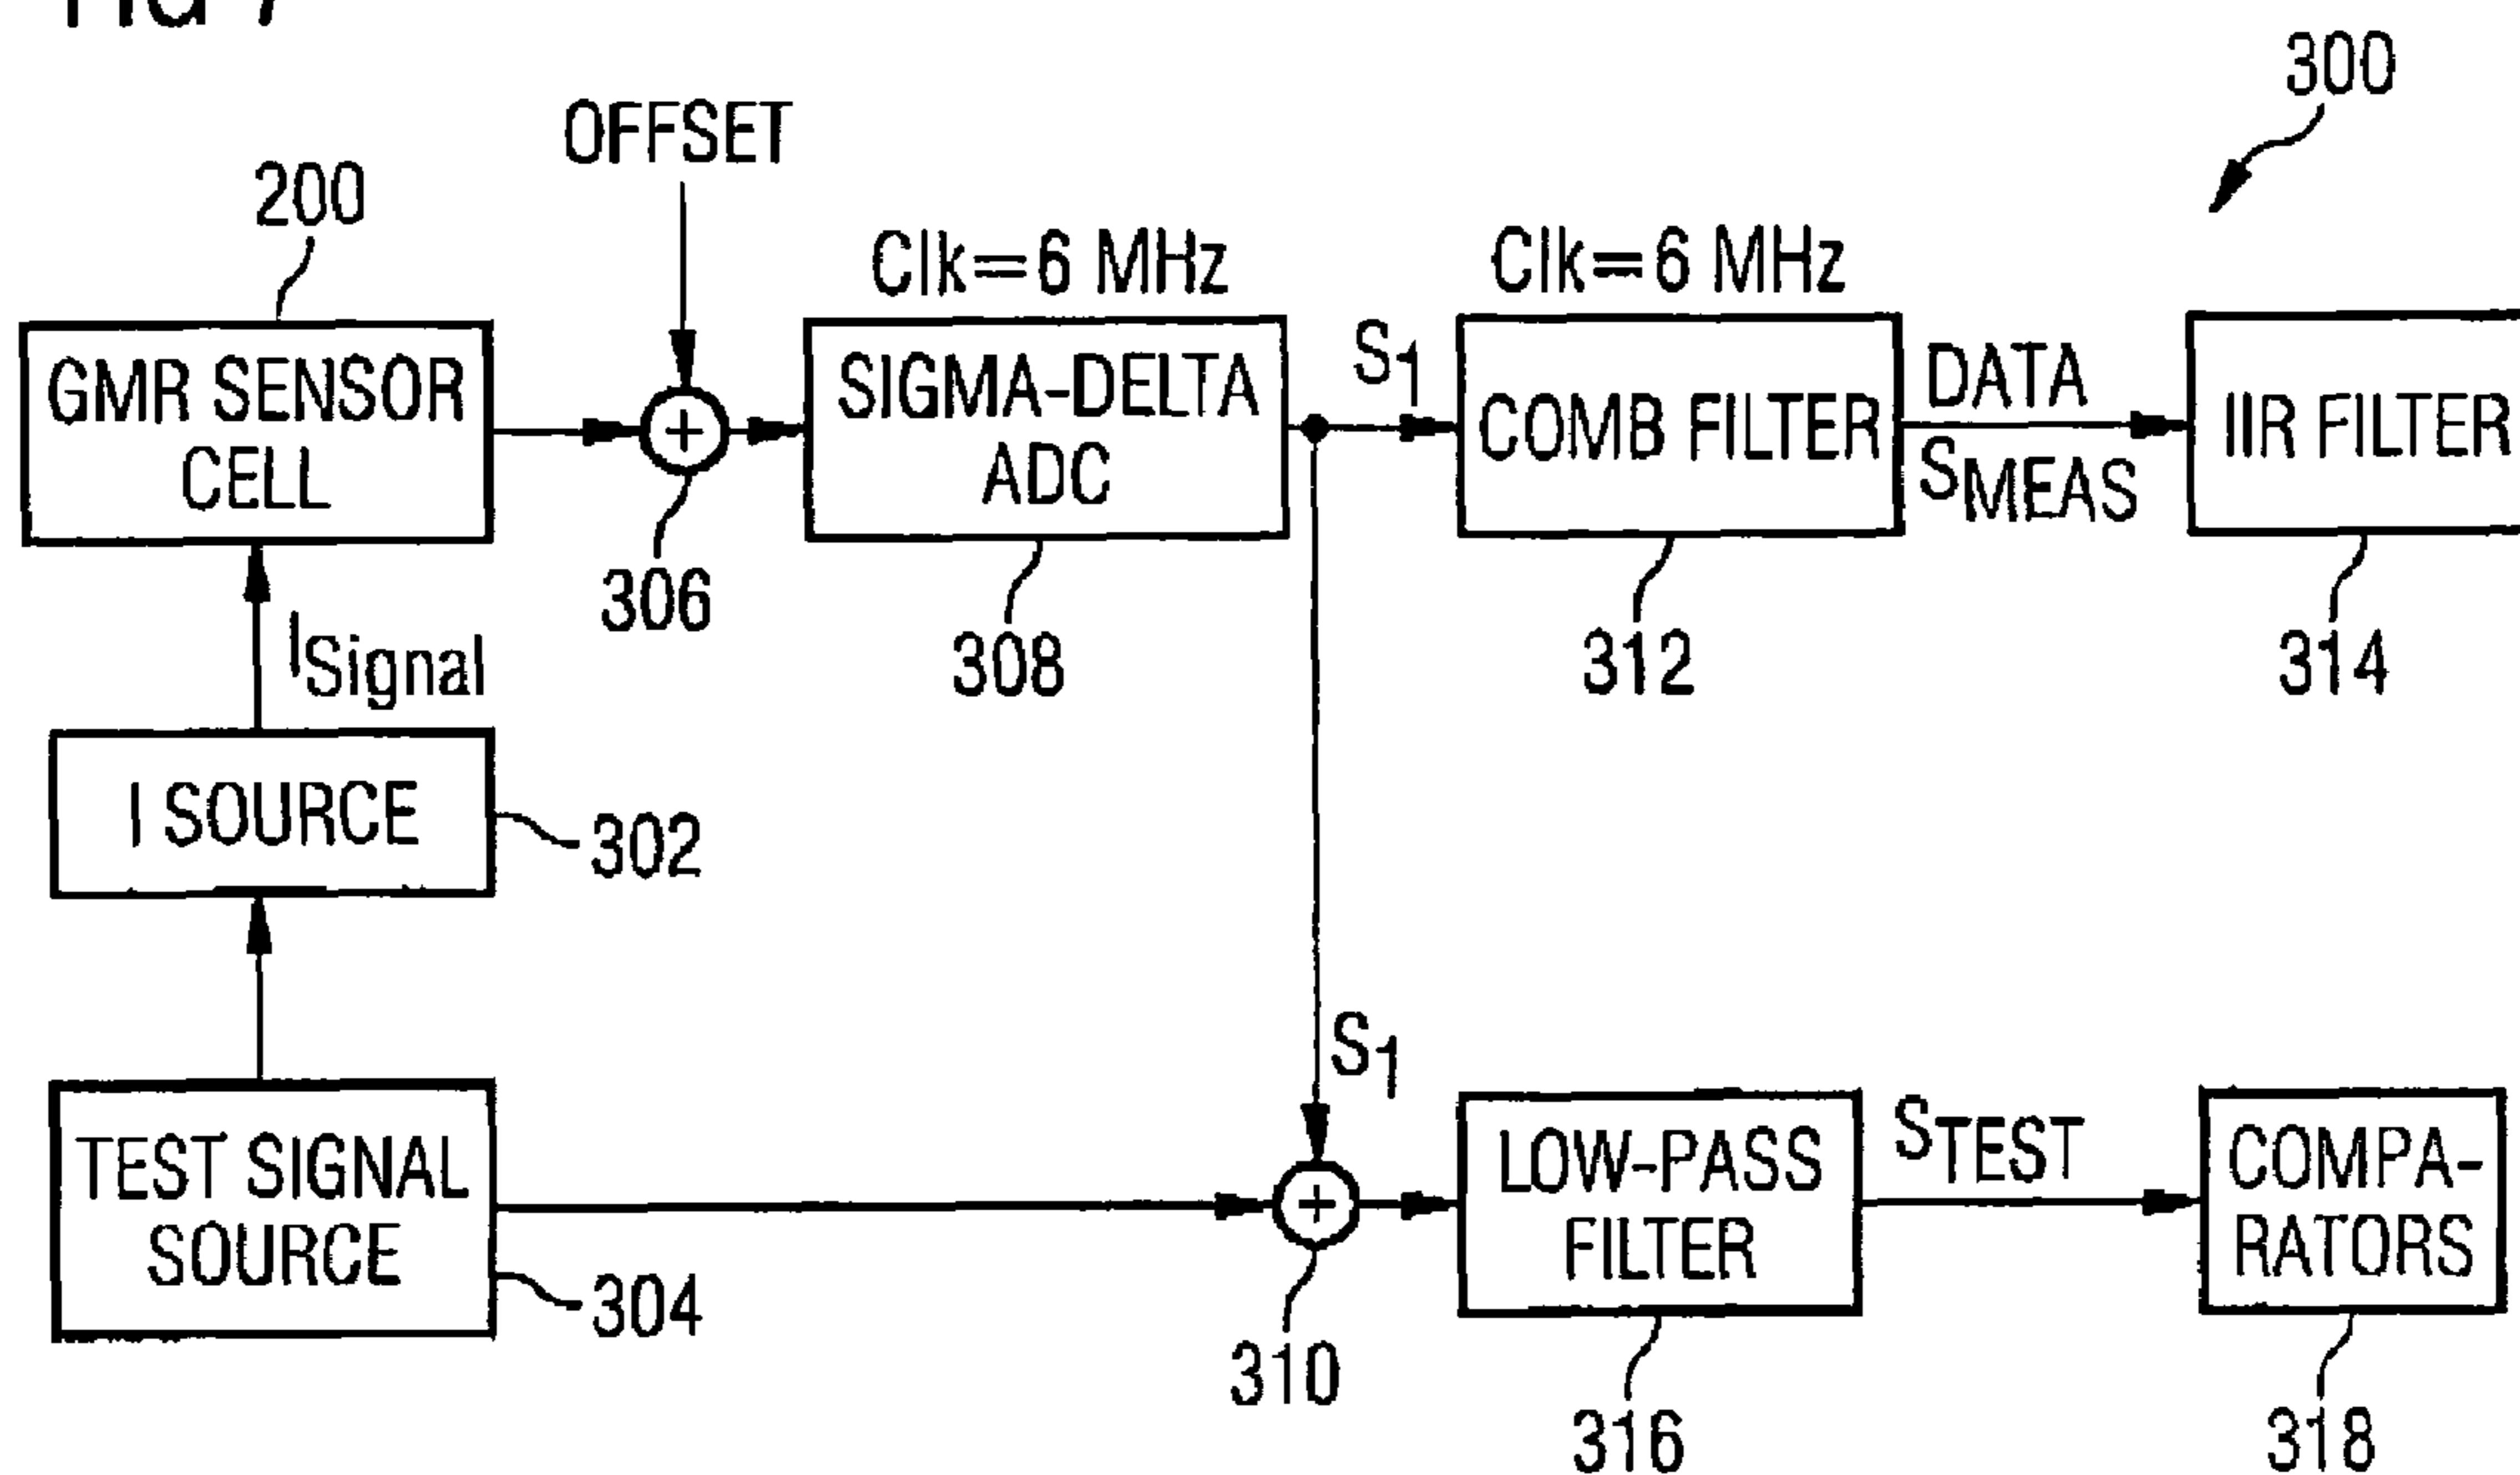 300
OFFSET
200
Clk=6 MHz
Clk=6 MHz
GMR SENSOR
CELL
SIGMA-DELTA
ADC
S1
COMB FILTER
DATA
SMEAS
IIR FILTER
306
308
312
314
ISignal
I SOURCE
302
S1
TEST SIGNAL
SOURCE
304
310
LOW-PASS
FILTER
STEST
COMPA-
RATORS
316
318